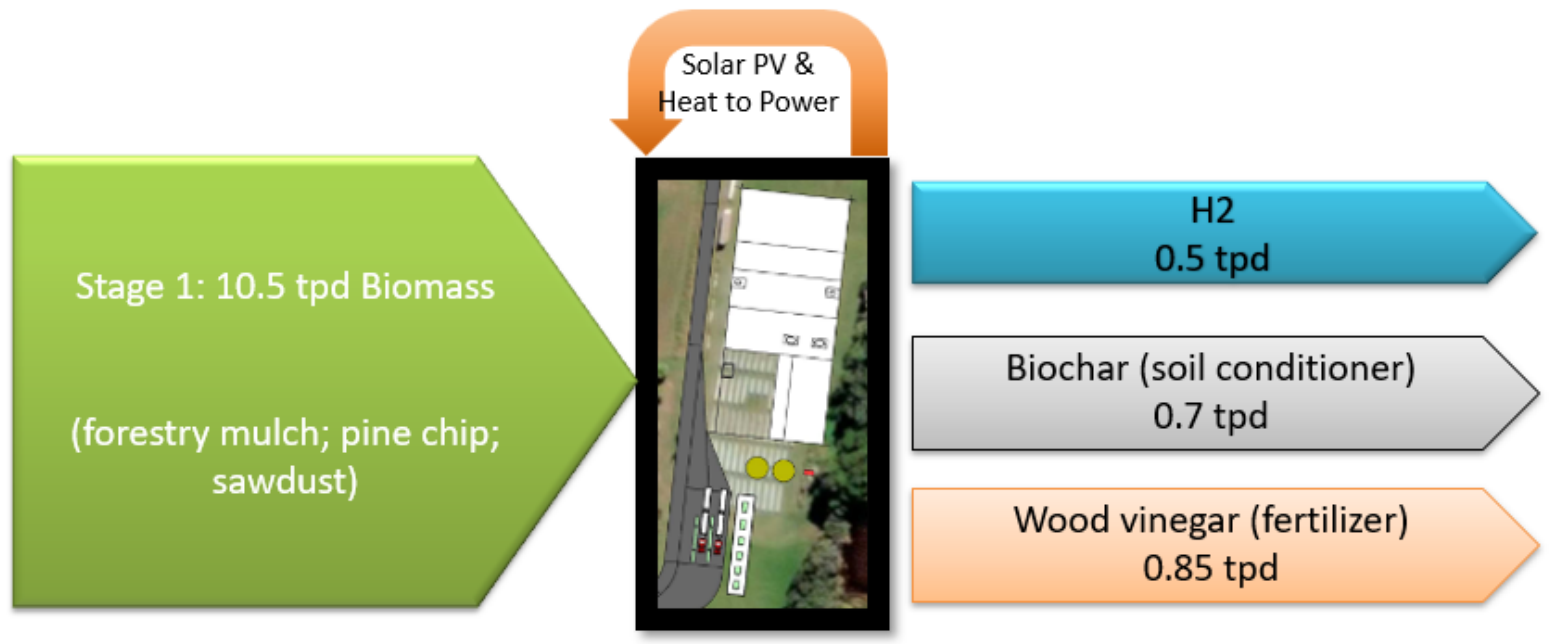 Solar PV &
Heat to Power
Stage 1: 10.5 tpd Biomass
(forestry mulch; pine chip;
sawdust)
H2
0.5 tpd
Biochar (soil conditioner)
0.7 tpd
Wood vinegar (fertilizer)
0.85 tpd